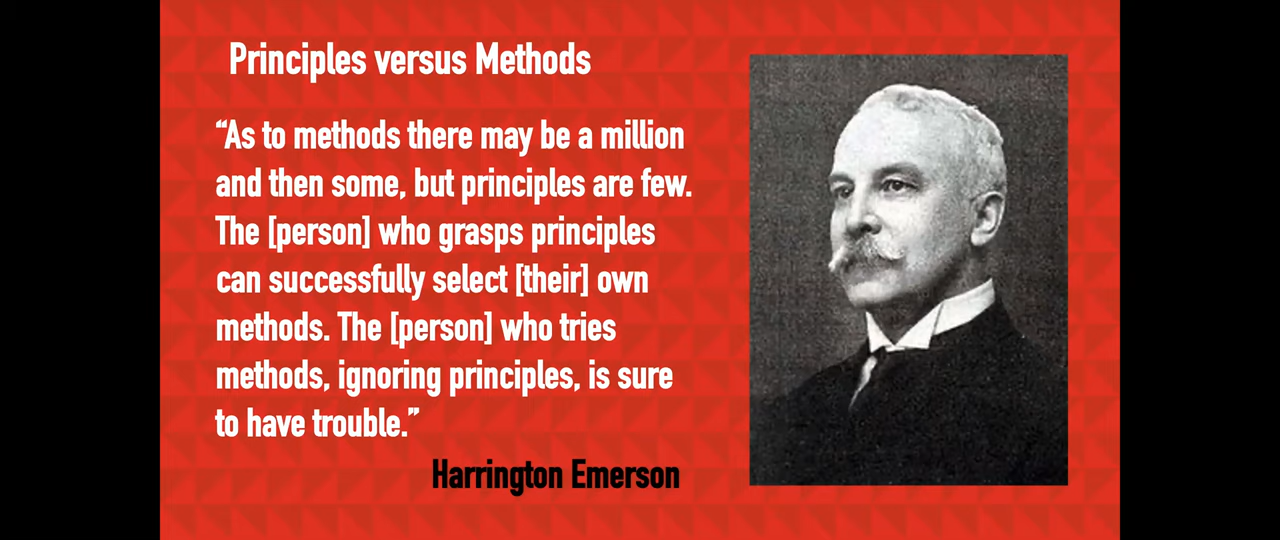 Principles versus Methods
“As to methods there may be a million
and then some, but principles are few.
The [person] who grasps principles
can successfully select [their] own
methods. The [person] who tries
methods, ignoring principles, is sure
to have trouble.”
Harrington Emerson